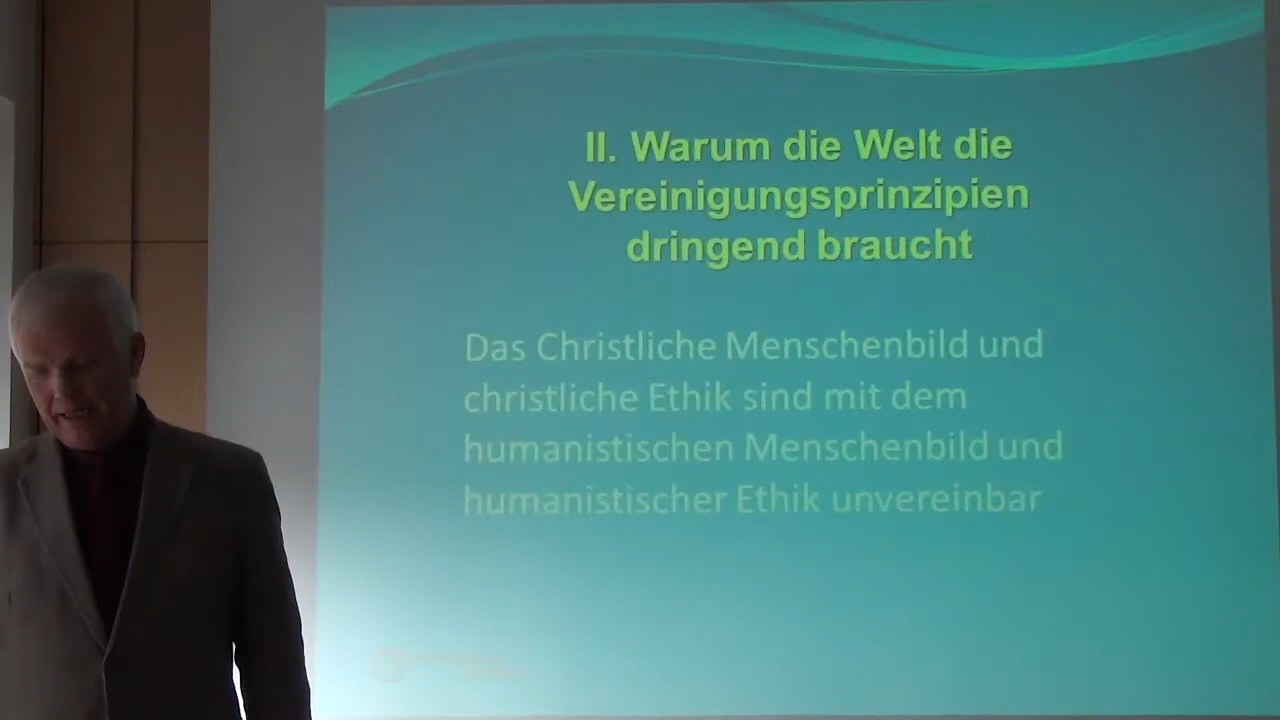 II. Warum die Welt die
Vereinigungsprinzipien
dringend braucht
Das Christliche Menschenbild und
christliche Ethik sind mit dem
humanistischen Menschenbild und
humanistischer Ethik unvereinbar